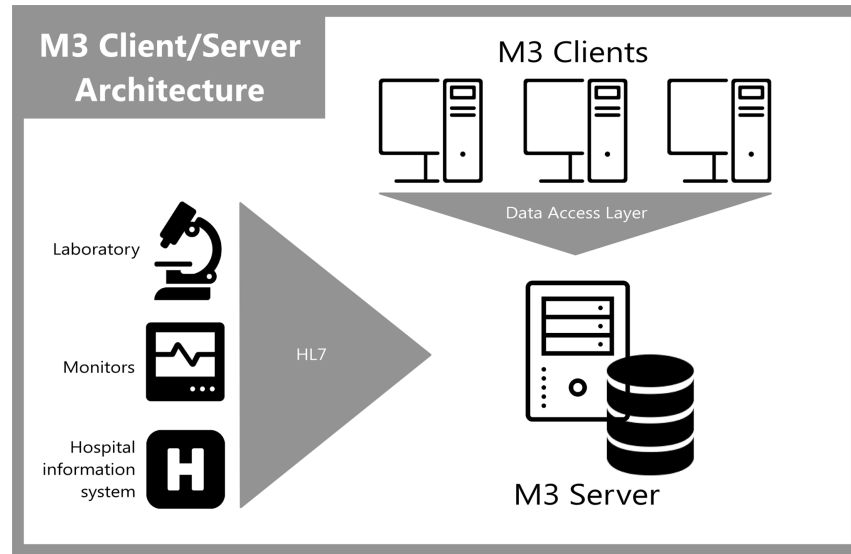 M3 Client/Server
Architecture
M3 Clients
Data Access Layer
Laboratory
Monitors
HL7
Hospital
information
system
H
M3 Server